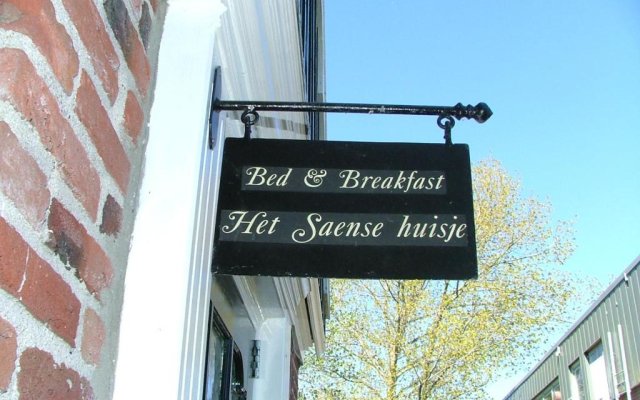 Bed & Breakfast
Het Saense huisje